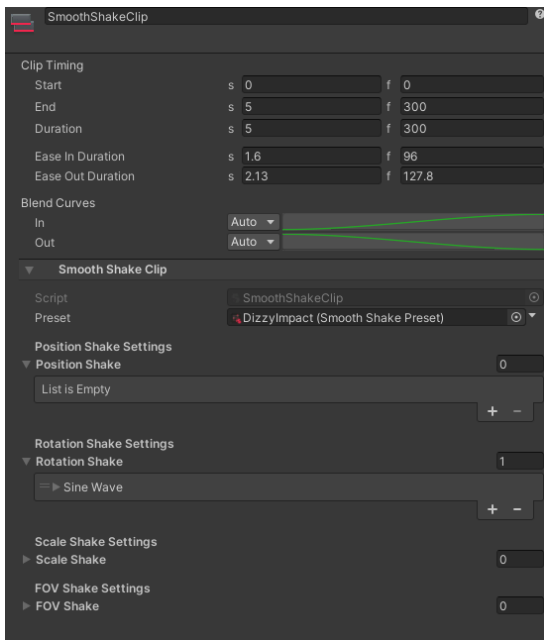 SmoothShakeClip
Clip Timing
Start s 0 f 0
End s 5 f 300
Duration s 5 f 300
Ease In Duration s 1.6 f 96
Ease Out Duration s 2.13 f 127.8
Blend Curves
In Auto
Out Auto
Smooth Shake Clip
Script SmoothShakeClip
Preset DizzyImpact (Smooth Shake Preset)
Position Shake Settings
Position Shake 0
List is Empty
+ −
Rotation Shake Settings
Rotation Shake 1
Sine Wave
+ −
Scale Shake Settings
Scale Shake 0
FOV Shake Settings
FOV Shake 0